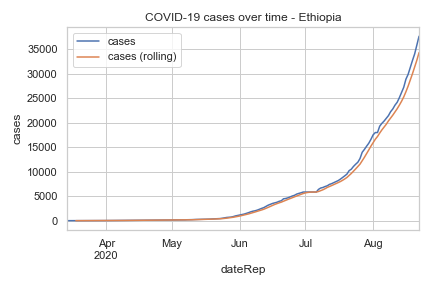 COVID-19 cases over time - Ethiopia
cases
cases (rolling)
35000
30000
25000
20000
15000
10000
5000
0
cases
Apr
2020
May
Jun
Jul
Aug
dateRep